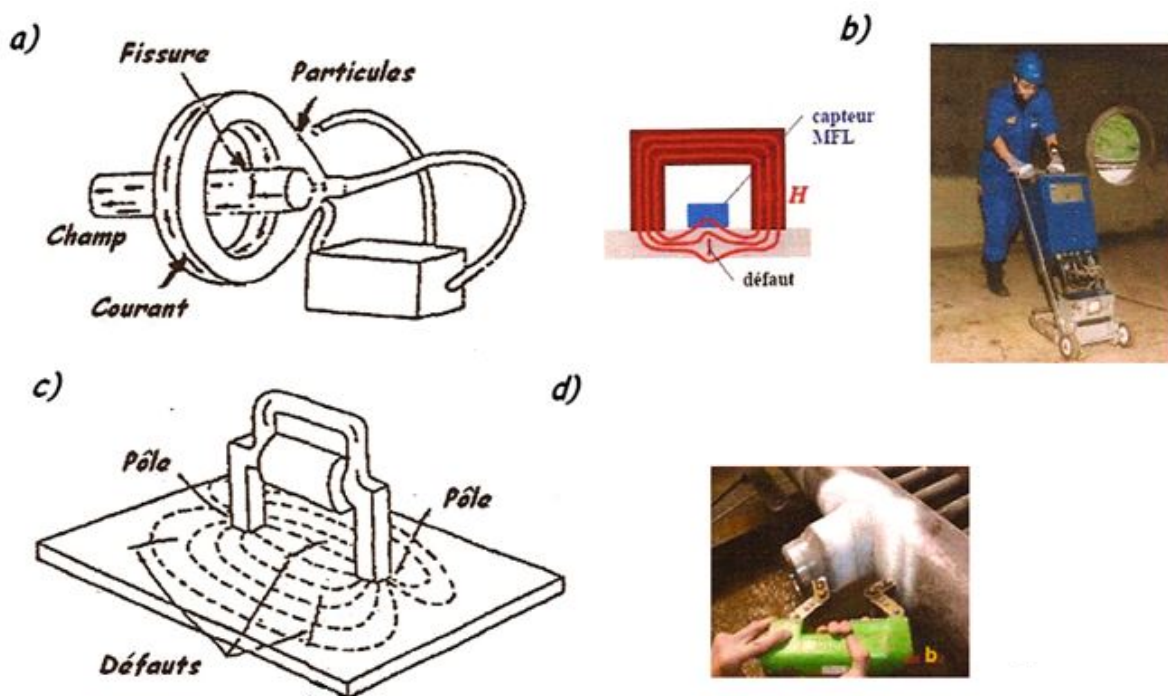 a)
Fissure
Particules
Champ
Courant
capteur
MFL
H
défaut
b)
c)
Pôle
Pôle
Défauts
d)
b